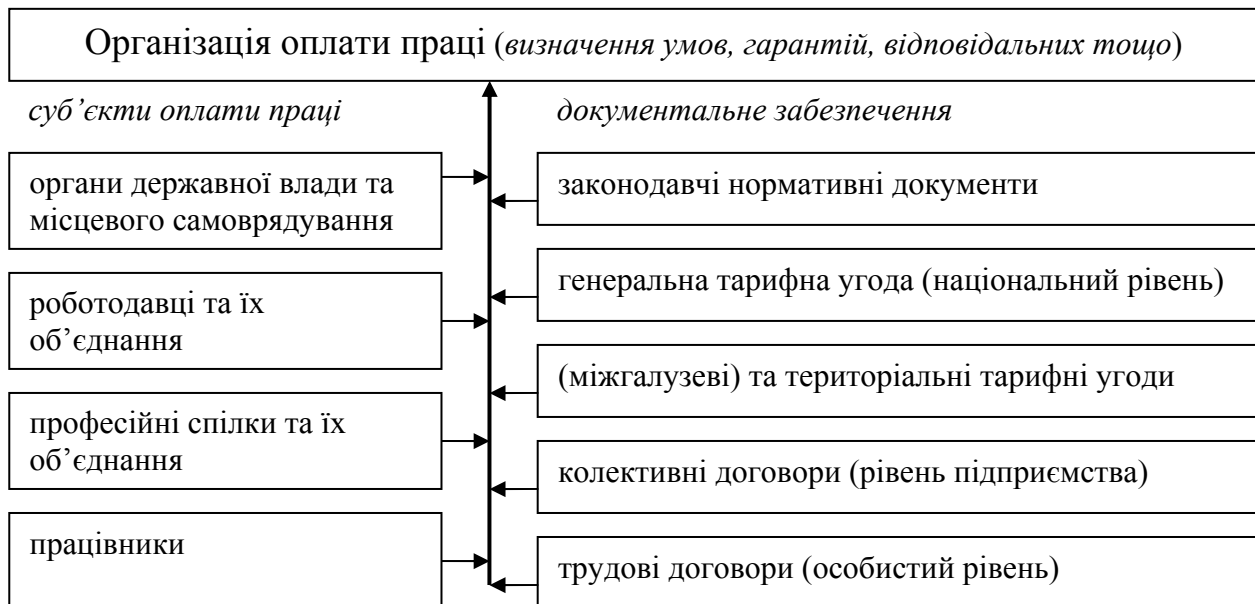 Організація оплати праці (визначення умов, гарантій, відповідальних тощо)
суб’єкти оплати праці
органи державної влади та
місцевого самоврядування
роботодавці та їх
об’єднання
професійні спілки та їх
об’єднання
працівники
документальне забезпечення
законодавчі нормативні документи
генеральна тарифна угода (національний рівень)
(міжгалузеві) та територіальні тарифні угоди
колективні договори (рівень підприємства)
трудові договори (особистий рівень)